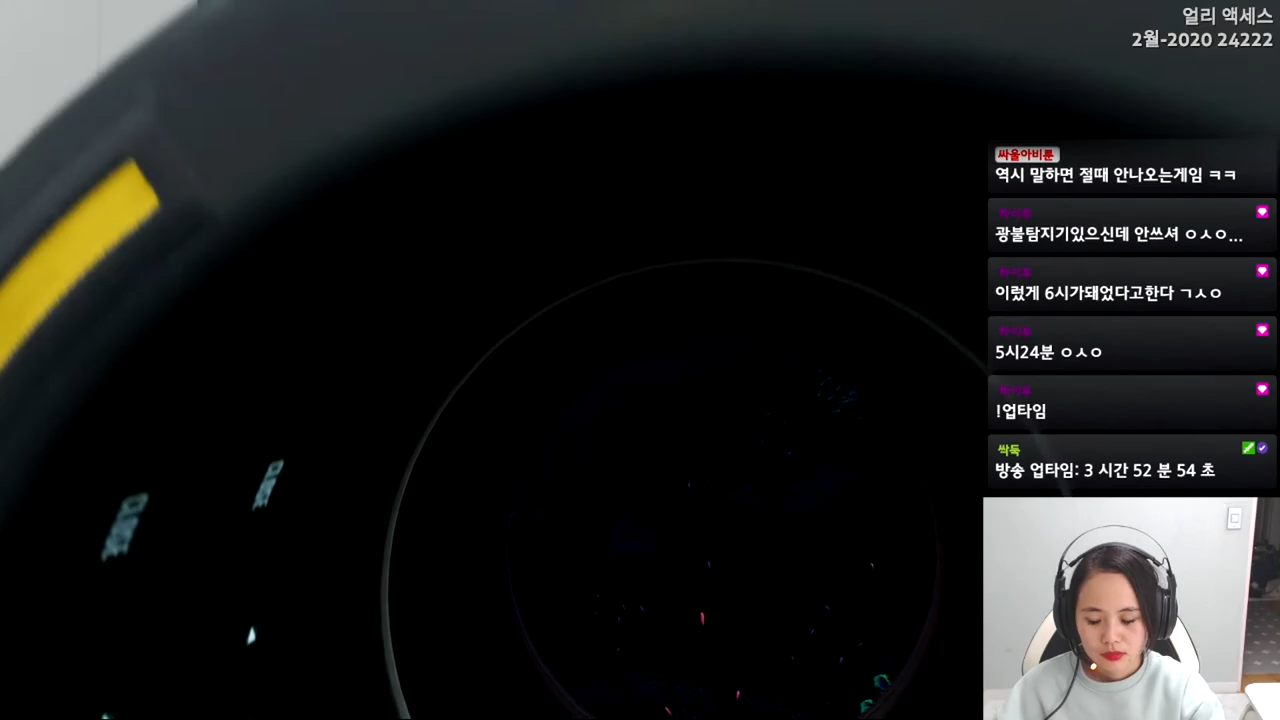 얼리 액세스
2월-2020 24222
싸울아비룬
역시 말하면 절때 안나오는게임 ㅋㅋ
광불탐지기있으신데 안쓰셔 ㅇㅅㅇ...
이렀게 6시가돼었다고한다 ㄱㅅㅇ
5시24분 ㅇㅅㅇ
!업타임
싹둑
방송 업타임: 3 시간 52 분 54 초